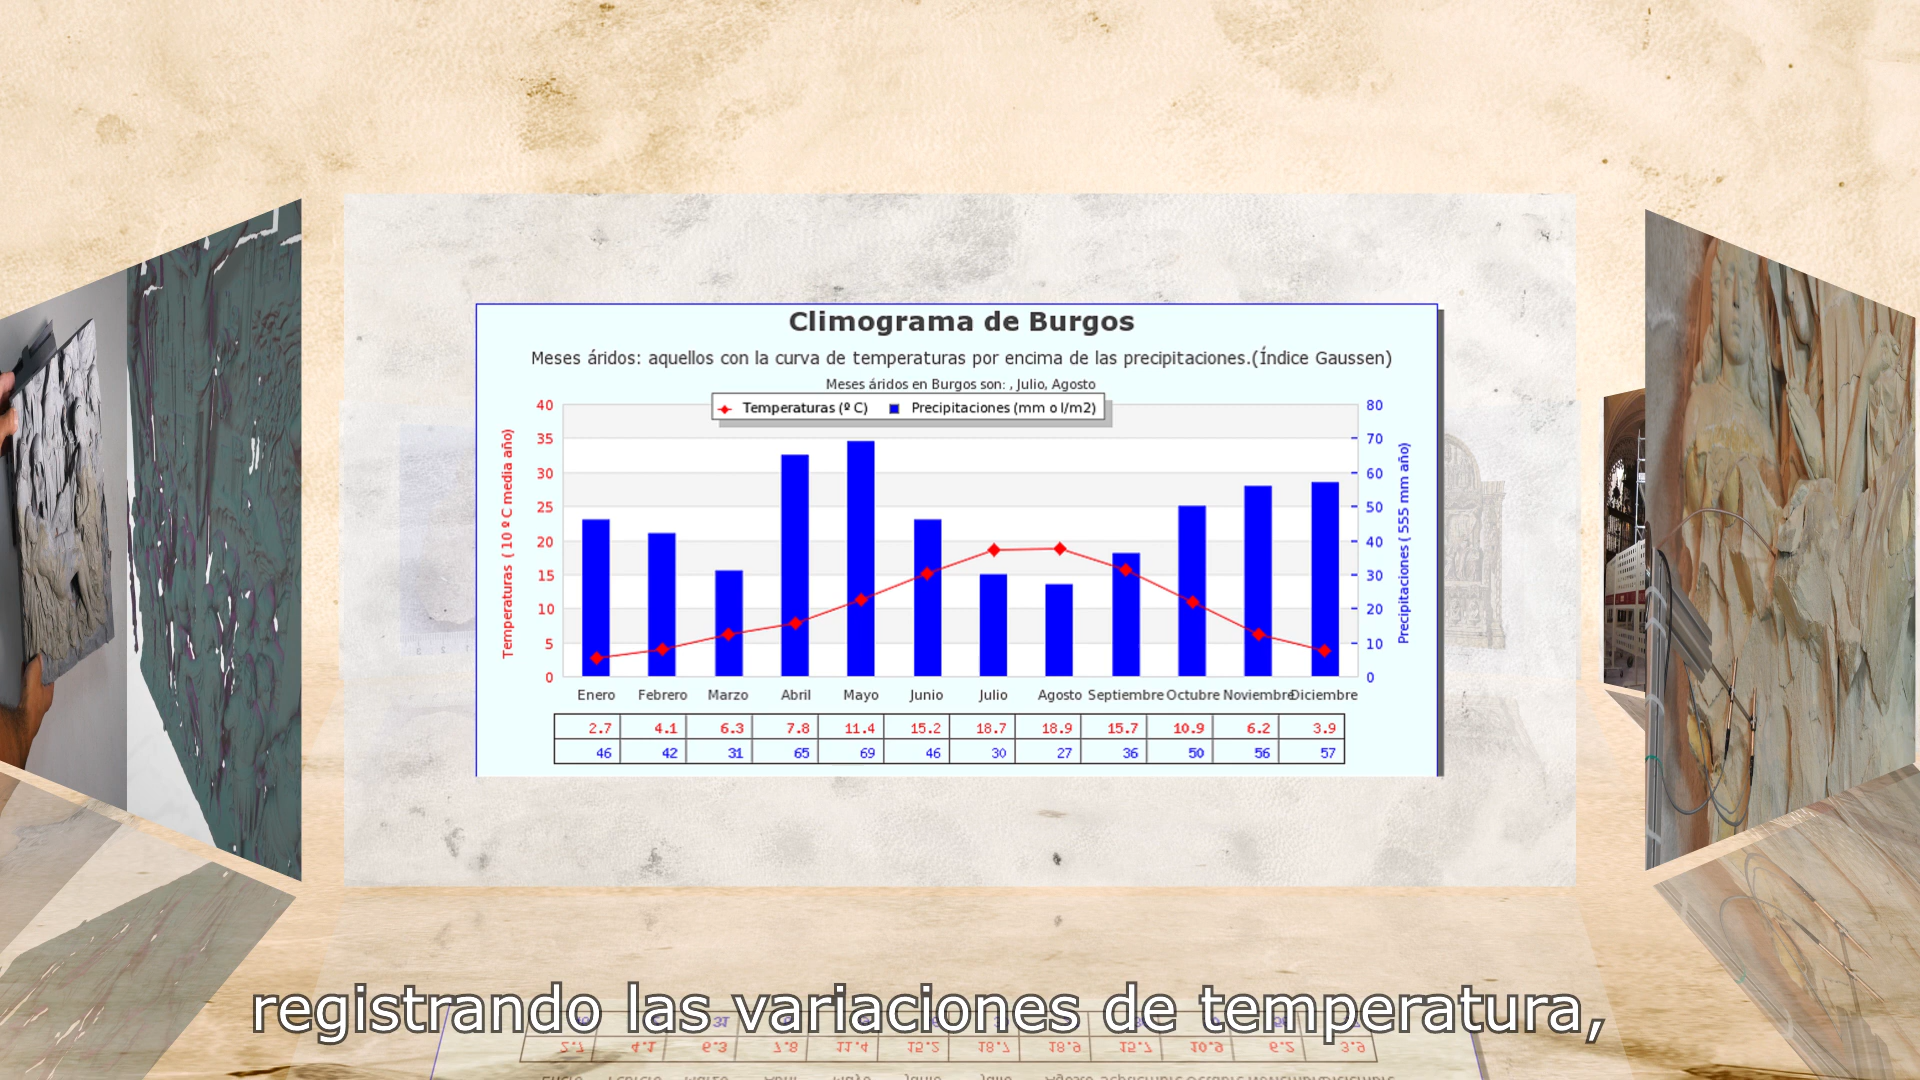 Climograma de Burgos
Meses áridos: aquellos con la curva de temperaturas por encima de las precipitaciones.(Índice Gaussen)
Meses áridos en Burgos son: , Julio, Agosto
Temperaturas (º C) Precipitaciones (mm o l/m2)
40
35
30
25
20
15
10
5
0
Temperaturas ( 10 º C media año)
80
70
60
50
40
30
20
10
0
Precipitaciones ( 555 mm año)
Enero Febrero Marzo Abril Mayo Junio Julio Agosto Septiembre Octubre Noviembre Diciembre
2.7 4.1 6.3 7.8 11.4 15.2 18.7 18.9 15.7 10.9 6.2 3.9
46 42 31 65 69 46 30 27 36 50 56 57
registrando las variaciones de temperatura,